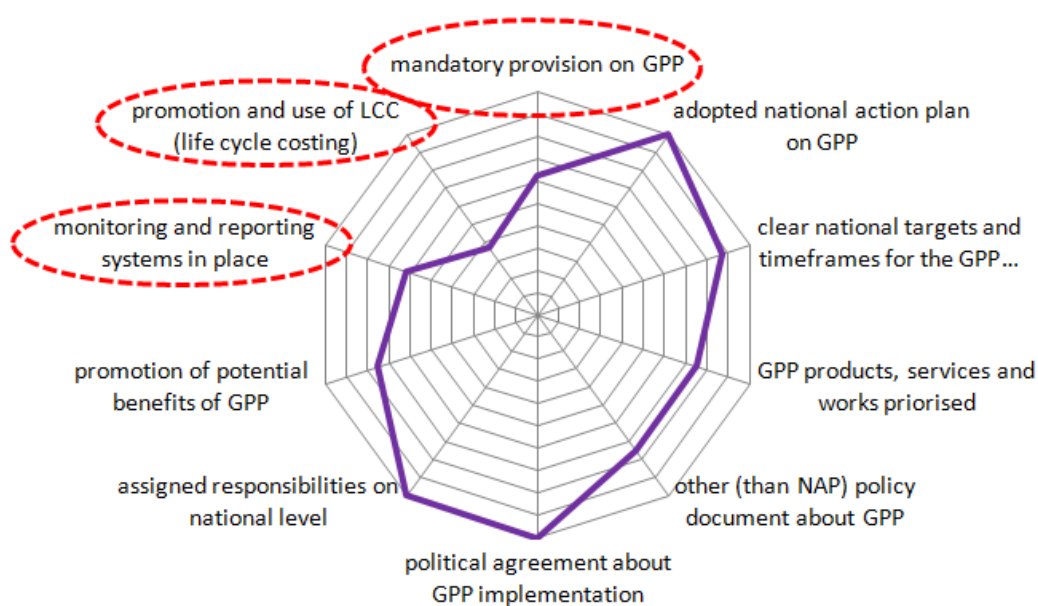 mandatory provision on GPP
adopted national action plan
on GPP
clear national targets and
timeframes for the GPP...
GPP products, services and
works priorised
other (than NAP) policy
document about GPP
political agreement about
GPP implementation
assigned responsibilities on
national level
promotion of potential
benefits of GPP
monitoring and reporting
systems in place
promotion and use of LCC
(life cycle costing)